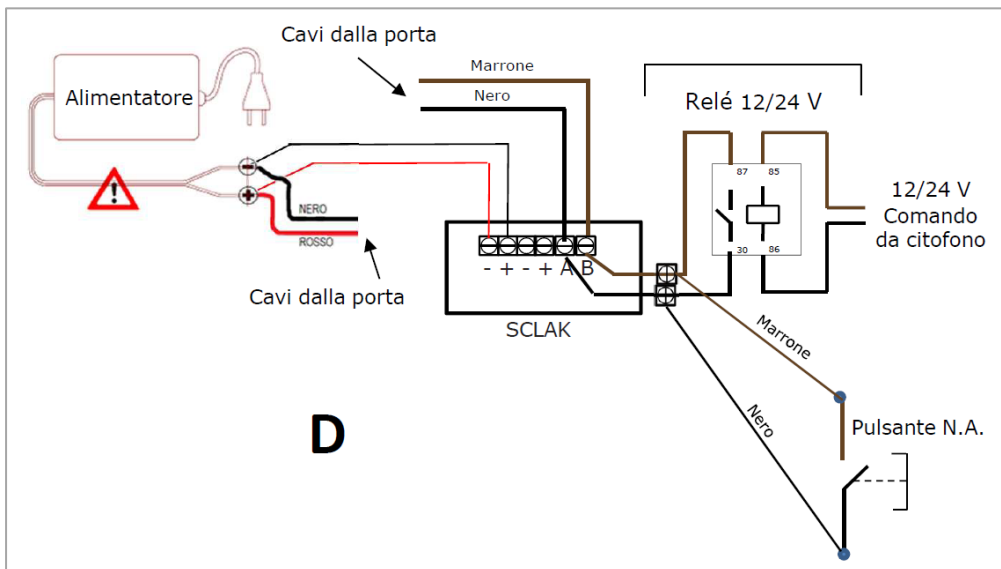 Cavi dalla porta
Marrone
Nero
Alimentatore
!
-
+
NERO
ROSSO
Cavi dalla porta
Relé 12/24 V
87 85
30 86
12/24 V
Comando
da citofono
- + - + A B
SCLAK
Marrone
Nero
Pulsante N.A.
D